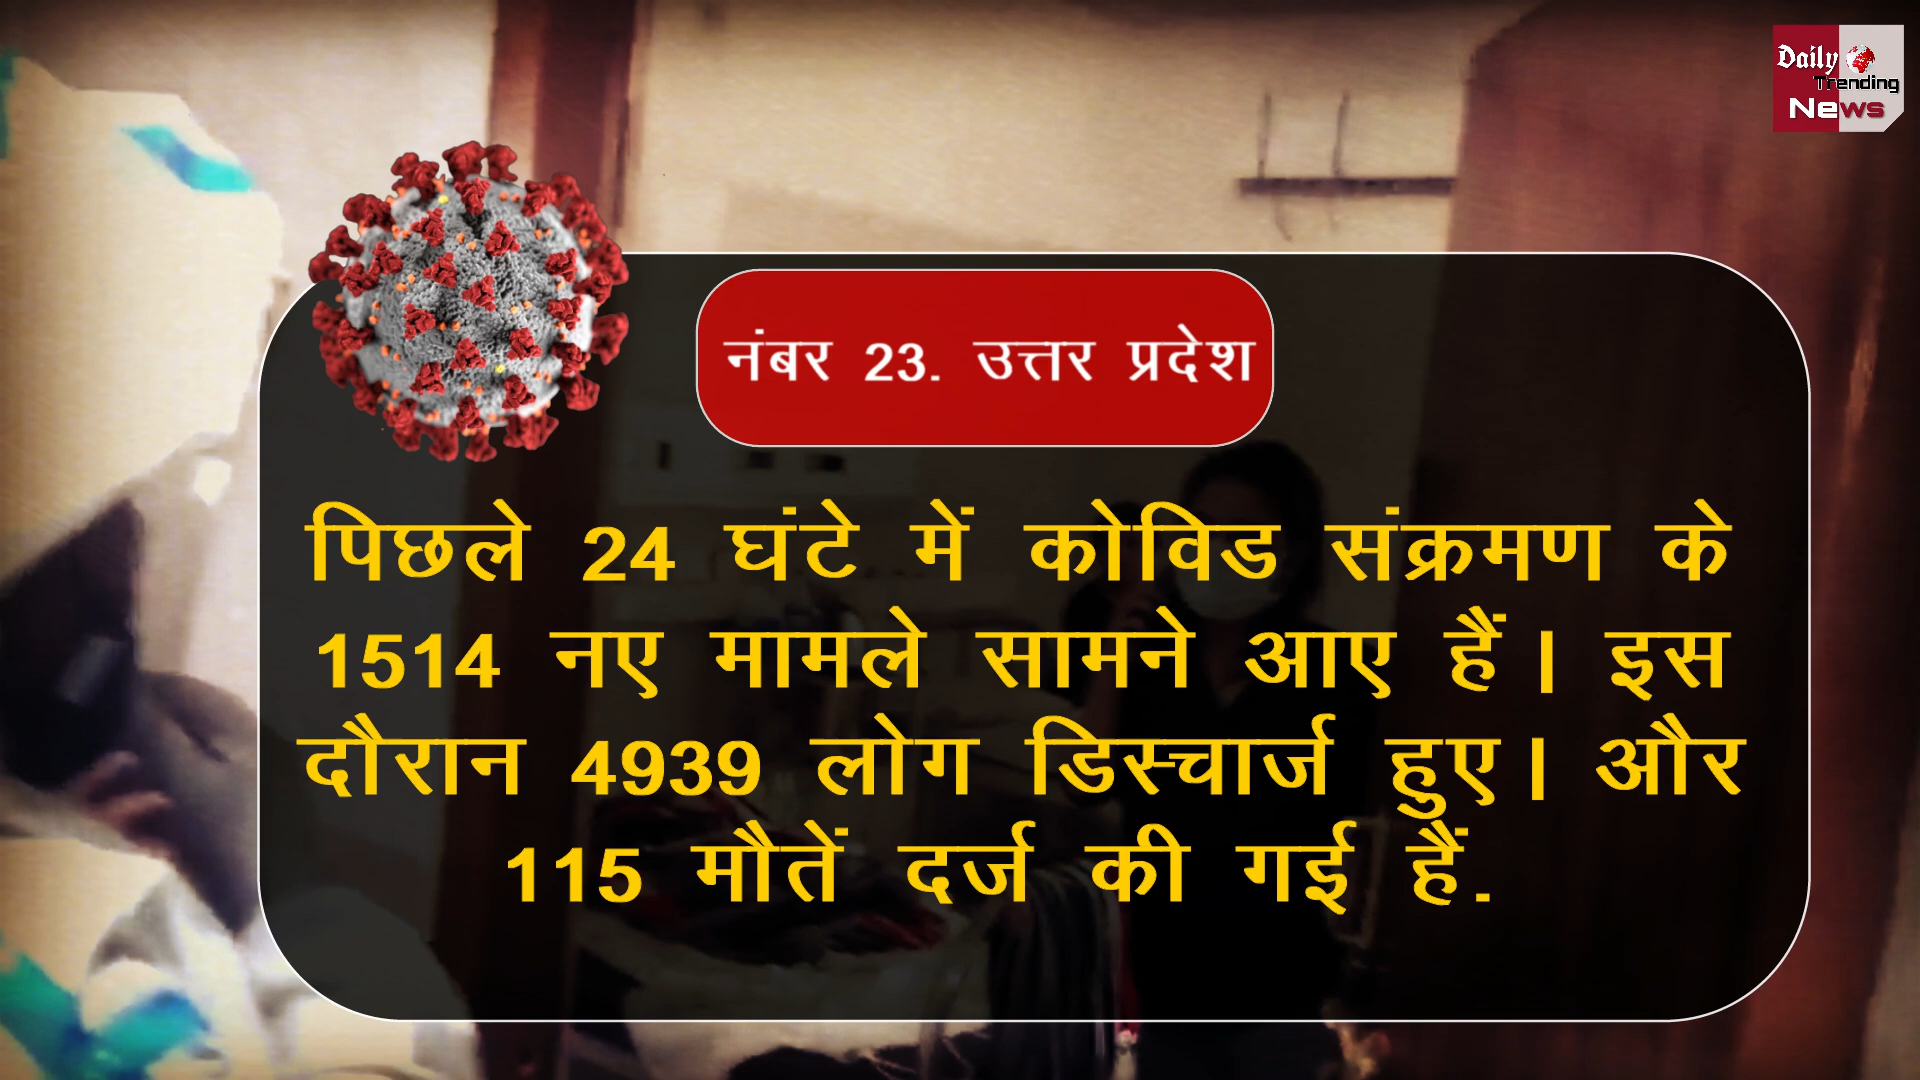 Daily
Trending
News
नंबर 23. उत्तर प्रदेश
पिछले 24 घंटे में कोविड संक्रमण के
1514 नए मामले सामने आए हैं। इस
दौरान 4939 लोग डिस्चार्ज हुए। और
115 मौतें दर्ज की गई हैं.